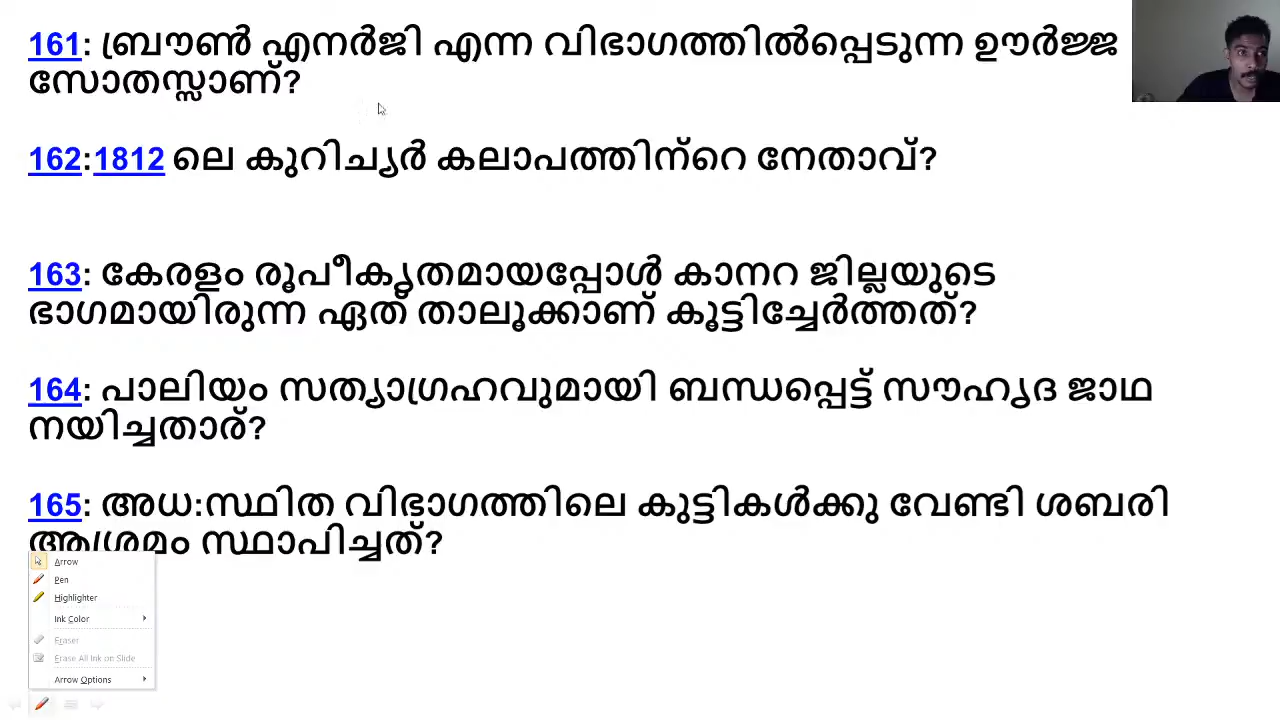 161: ബ്രൗൺ എനർജി എന്ന വിഭാഗത്തിൽപ്പെടുന്ന ഊർജ്ജ
സോതസ്സാണ്?
162:1812 ലെ കുറിച്യർ കലാപത്തിന്റെ നേതാവ്?
163: കേരളം രൂപീകൃതമായപ്പോൾ കാനറ ജില്ലയുടെ
ഭാഗമായിരുന്ന ഏത് താലൂക്കാണ് കൂട്ടിച്ചേർത്തത്?
164: പാലിയം സത്യാഗ്രഹവുമായി ബന്ധപ്പെട്ട് സൗഹൃദ ജാഥ
നയിച്ചതാര്?
165: അധ:സ്ഥിത വിഭാഗത്തിലെ കുട്ടികൾക്കു വേണ്ടി ശബരി
ആശ്രമം സ്ഥാപിച്ചത്?
Arrow
Pen
Highlighter
Ink Color
Eraser
Erase All Ink on Slide
Arrow Options